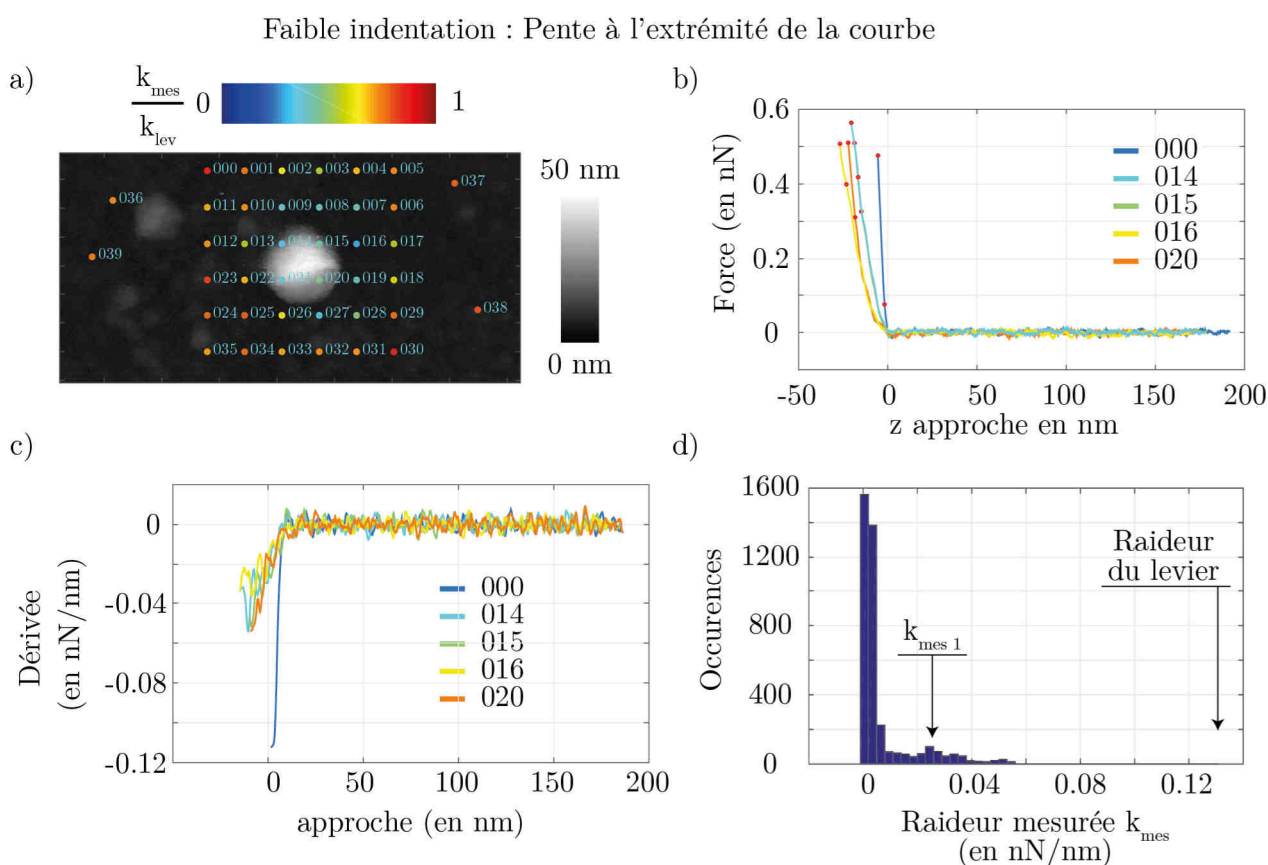 Faible indentation : Pente à l'extrémité de la courbe
a)
k mes
k lev
0
1
000 001 002 003 004 005
011 010 009 008 007 006
012 013 014 015 016 017
023 022 021 020 019 018
024 025 026 027 028 029
035 034 033 032 031 030
036
039
037
038
50 nm
0 nm
b)
Force (en nN)
0.6
0.4
0.2
0
-50 0 50 100 150 200
z approche en nm
000
014
015
016
020
c)
Dérivée
(en nN/nm)
0
-0.04
-0.08
-0.12
0 50 100 150 200
approche (en nm)
000
014
015
016
020
d)
Occurences
1600
1200
800
400
0
0 0.04 0.08 0.12
Raideur mesurée k mes
(en nN/nm)
k mes 1
Raideur
du levier